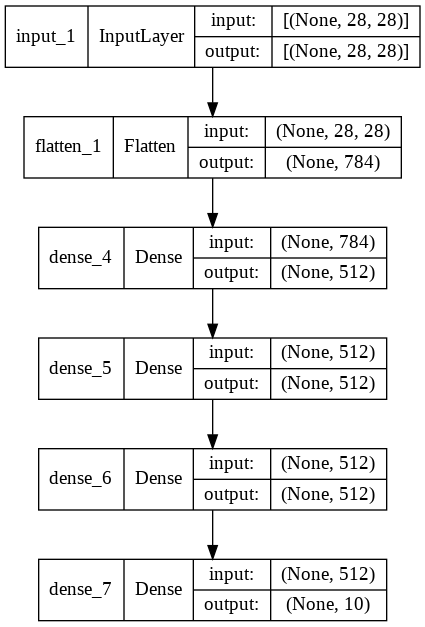 input_1 InputLayer input: [(None, 28, 28)]
output: [(None, 28, 28)]
flatten_1 Flatten input: (None, 28, 28)
output: (None, 784)
dense_4 Dense input: (None, 784)
output: (None, 512)
dense_5 Dense input: (None, 512)
output: (None, 512)
dense_6 Dense input: (None, 512)
output: (None, 512)
dense_7 Dense input: (None, 512)
output: (None, 10)